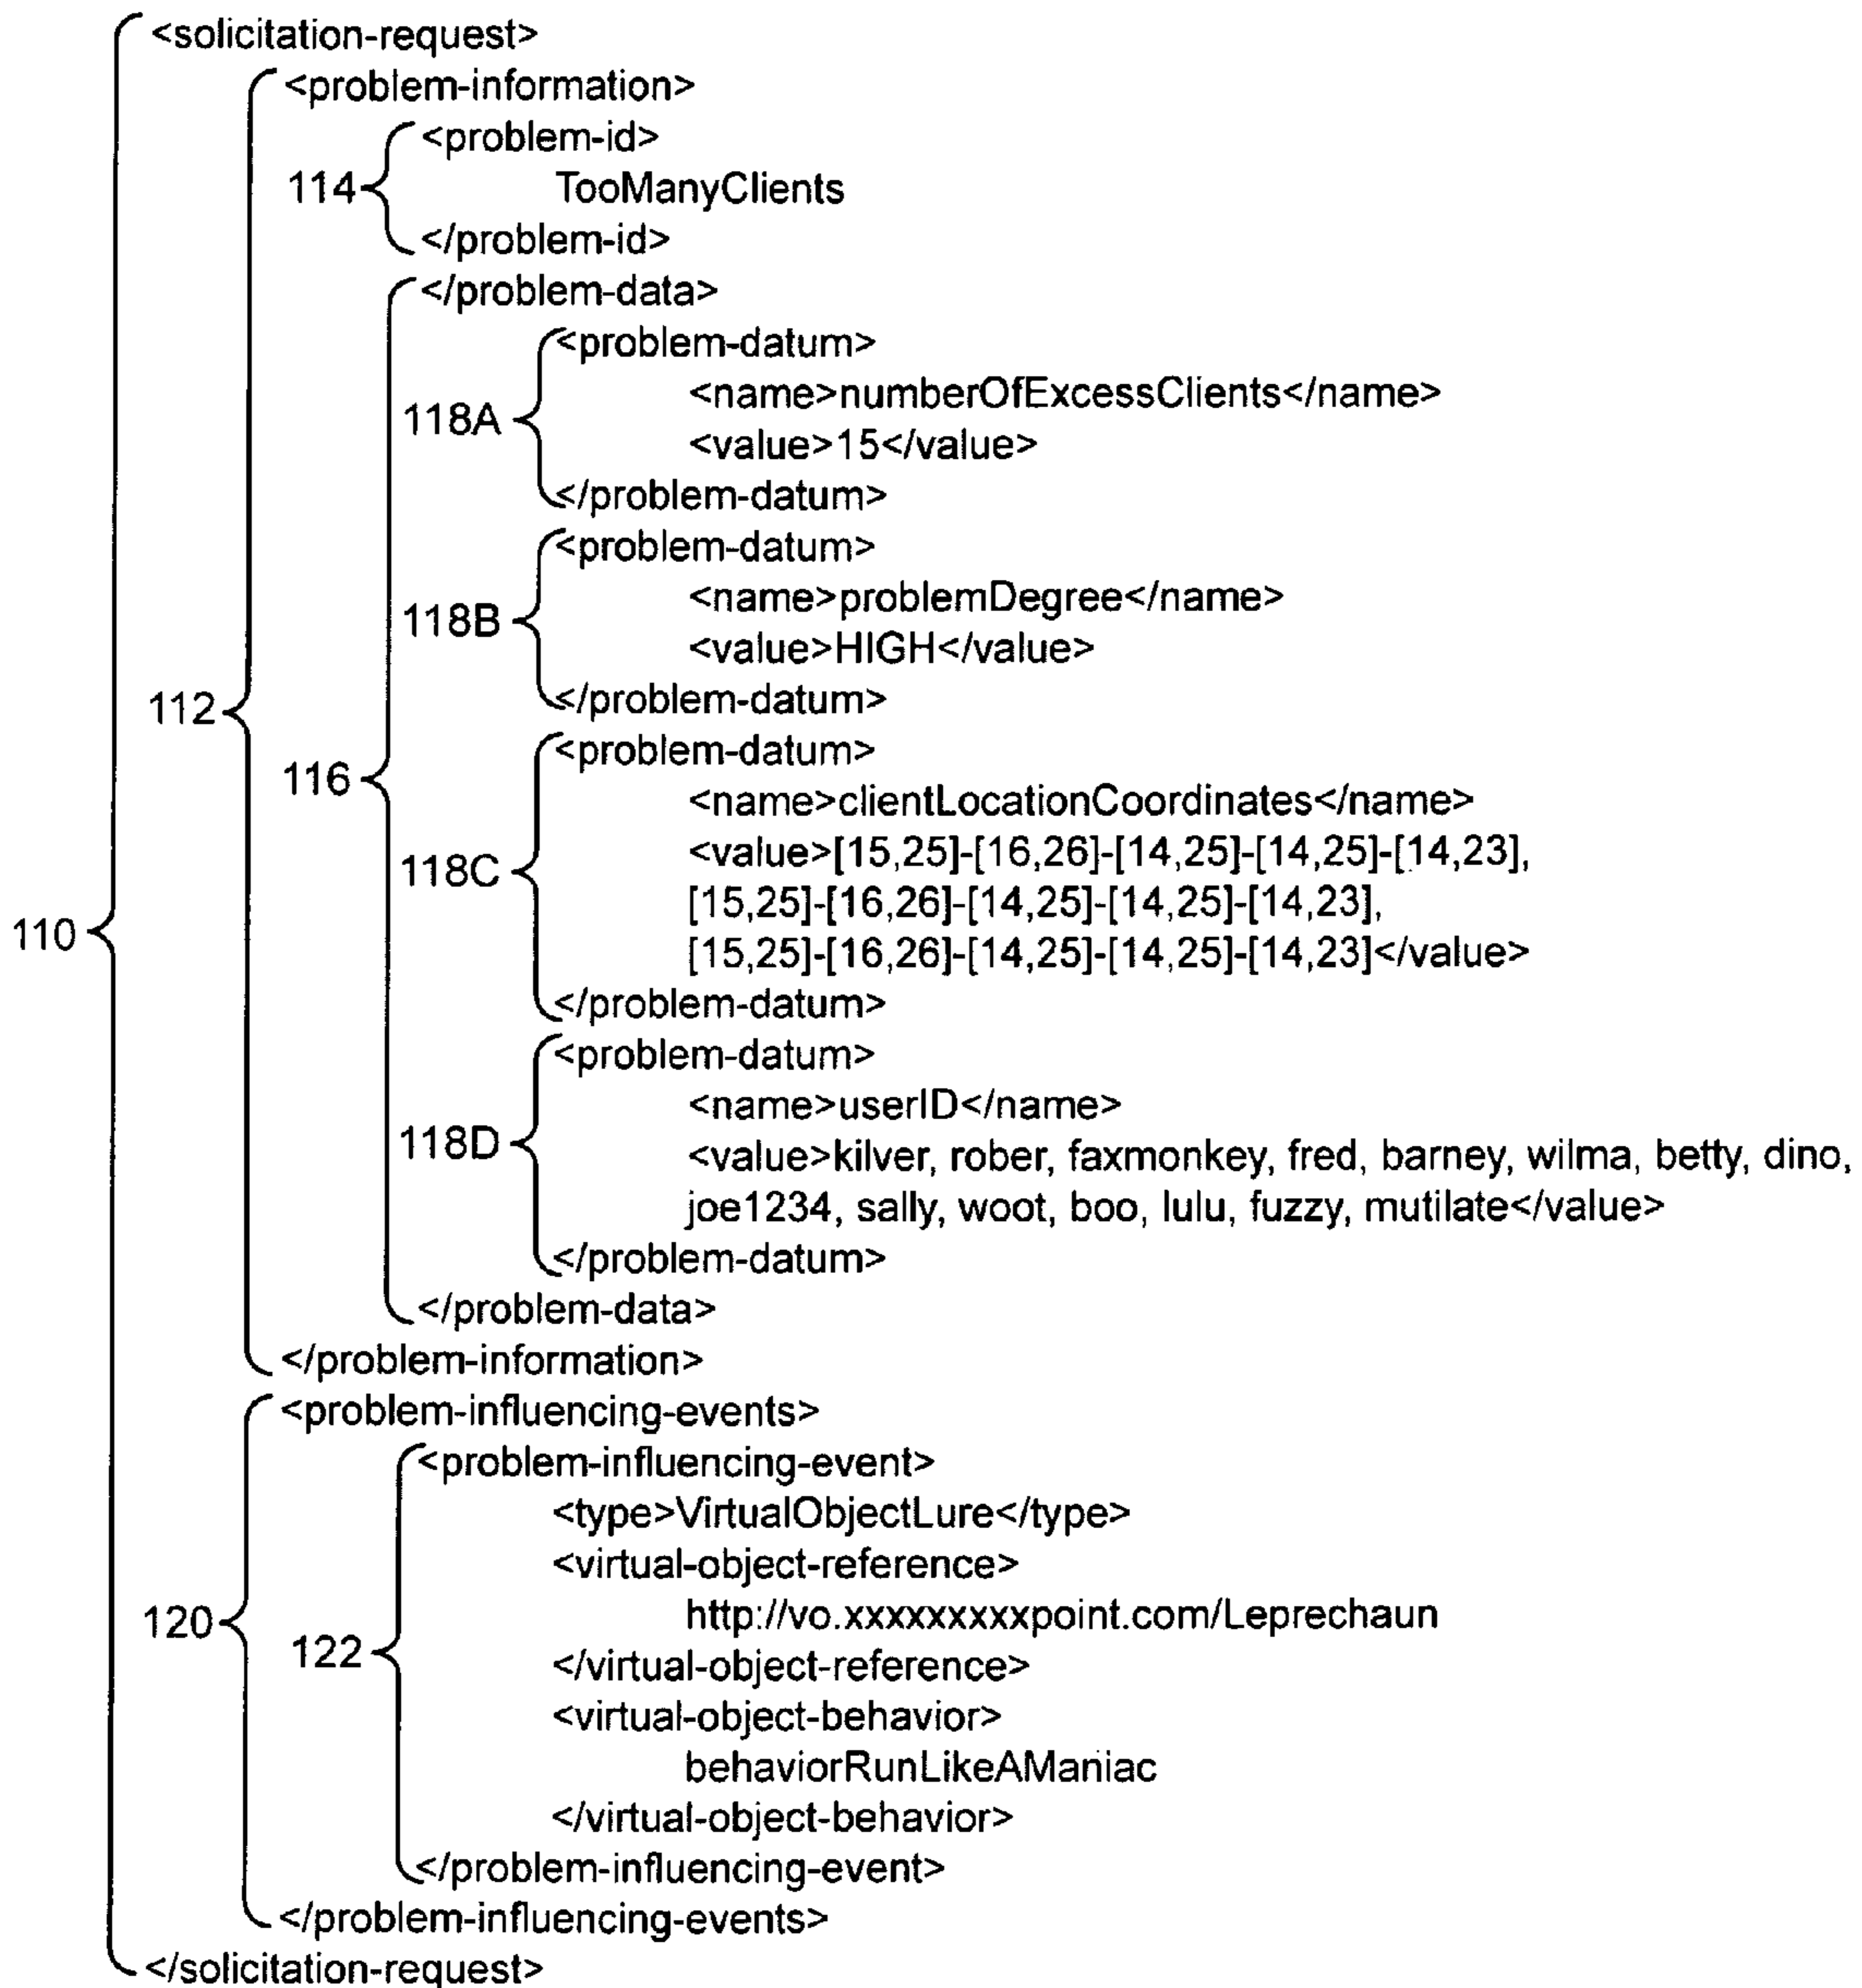 <solicitation-request>
<problem-information>
<problem-id>
114
TooManyClients
</problem-id>
</problem-data>
<problem-datum>
<name>numberOfExcessClients</name>
118A
<value>15</value>
</problem-datum>
<problem-datum>
<name>problemDegree</name>
118B
<value>HIGH</value>
</problem-datum>
112
<problem-datum>
116
<name>clientLocationCoordinates</name>
<value>[15,25]-[16,26]-[14,25]-[14,25]-[14,23],
118C
[15,25]-[16,26]-[14,25]-[14,25]-[14,23],
110
[15,25]-[16,26]-[14,25]-[14,25]-[14,23]</value>
</problem-datum>
<problem-datum>
<name>userID</name>
118D
<value>kilver, rober, faxmonkey, fred, barney, wilma, betty, dino,
joe1234, sally, woot, boo, lulu, fuzzy, mutilate</value>
</problem-datum>
</problem-data>
</problem-information>
<problem-influencing-events>
<problem-influencing-event>
<type>VirtualObjectLure</type>
<virtual-object-reference>
120
http://vo.xxxxxxxxxpoint.com/Leprechaun
122
</virtual-object-reference>
<virtual-object-behavior>
behaviorRunLikeAManiac
</virtual-object-behavior>
</problem-influencing-event>
</problem-influencing-events>
</solicitation-request>